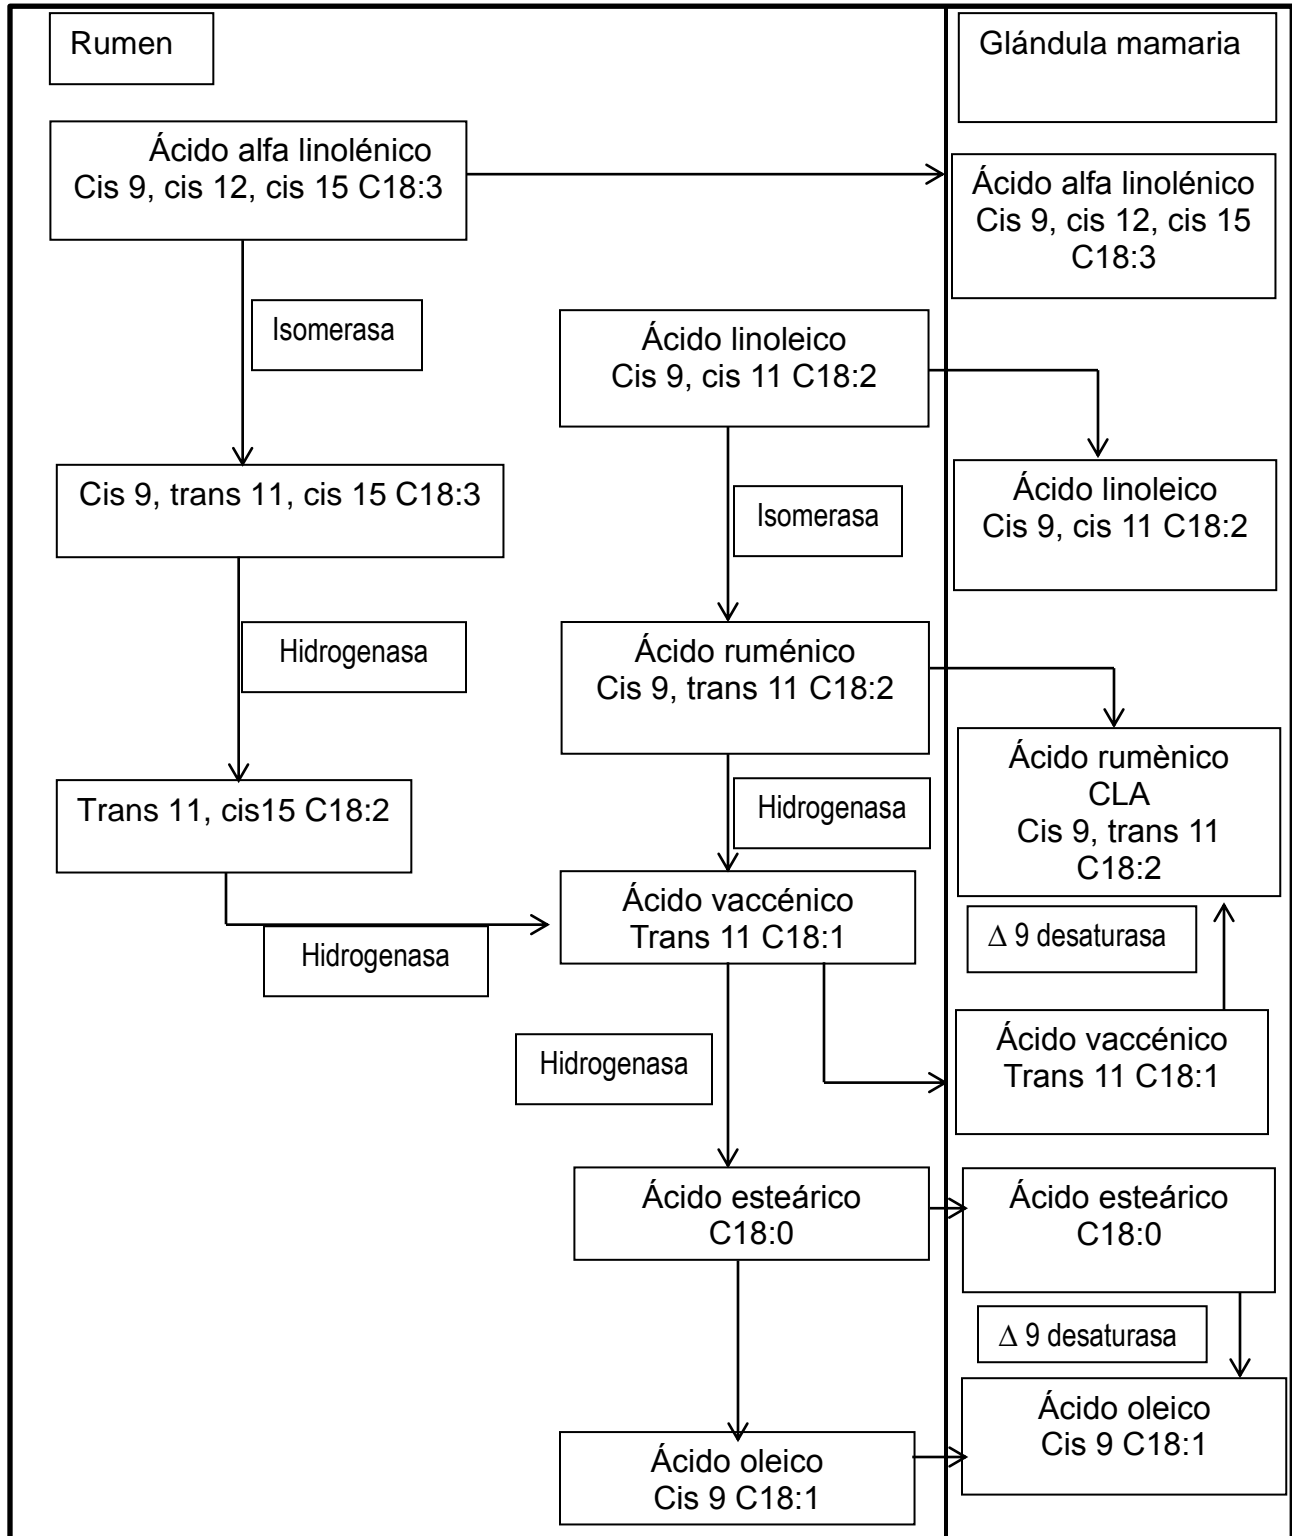 Rumen
Glándula mamaria
Ácido alfa linolénico
Cis 9, cis 12, cis 15 C18:3
Ácido alfa linolénico
Cis 9, cis 12, cis 15
C18:3
Isomerasa
Ácido linoleico
Cis 9, cis 11 C18:2
Cis 9, trans 11, cis 15 C18:3
Isomerasa
Ácido linoleico
Cis 9, cis 11 C18:2
Hidrogenasa
Ácido ruménico
Cis 9, trans 11 C18:2
Trans 11, cis15 C18:2
Hidrogenasa
Ácido rumènico
CLA
Cis 9, trans 11
C18:2
Hidrogenasa
Ácido vaccénico
Trans 11 C18:1
Δ 9 desaturasa
Hidrogenasa
Ácido vaccénico
Trans 11 C18:1
Ácido esteárico
C18:0
Ácido esteárico
C18:0
Δ 9 desaturasa
Ácido oleico
Cis 9 C18:1
Ácido oleico
Cis 9 C18:1